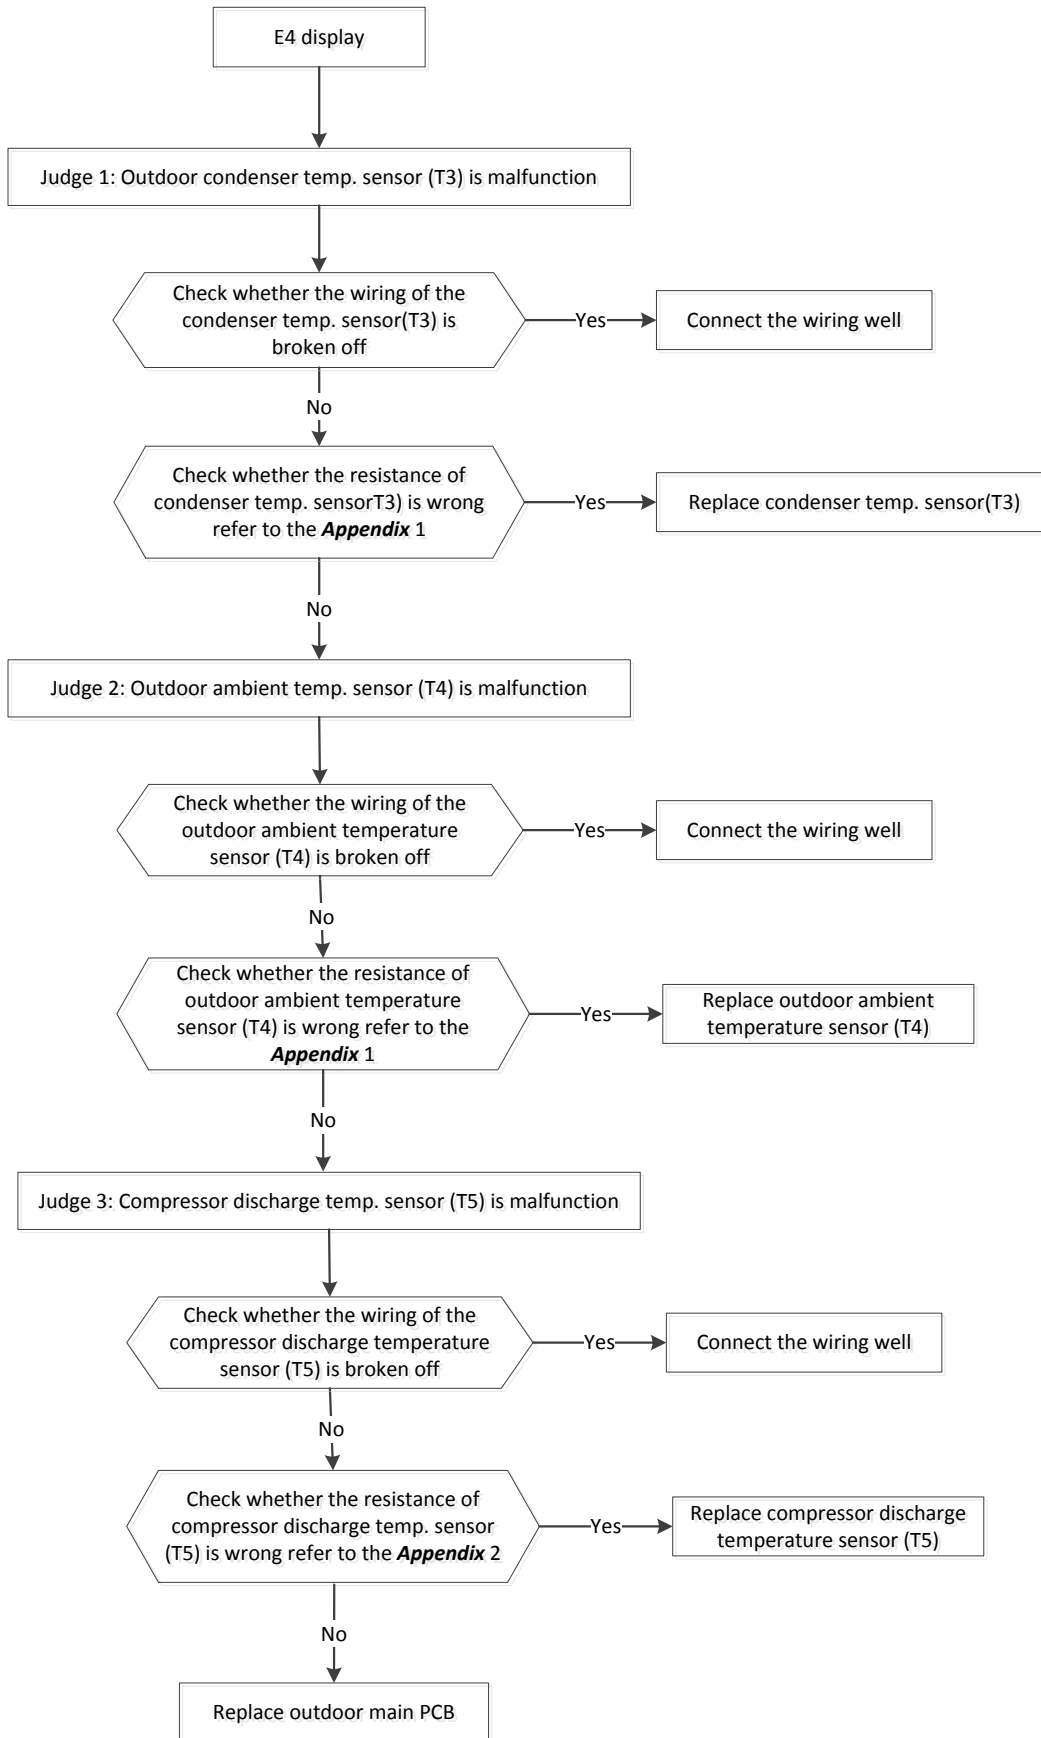 E4 display
Judge 1: Outdoor condenser temp. sensor (T3) is malfunction
Check whether the wiring of the
condenser temp. sensor(T3) is
broken off
Yes
Connect the wiring well
No
Check whether the resistance of
condenser temp. sensorT3) is wrong
refer to the Appendix 1
Yes
Replace condenser temp. sensor(T3)
No
Judge 2: Outdoor ambient temp. sensor (T4) is malfunction
Check whether the wiring of the
outdoor ambient temperature
sensor (T4) is broken off
Yes
Connect the wiring well
No
Check whether the resistance of
outdoor ambient temperature
sensor (T4) is wrong refer to the
Appendix 1
Yes
Replace outdoor ambient
temperature sensor (T4)
No
Judge 3: Compressor discharge temp. sensor (T5) is malfunction
Check whether the wiring of the
compressor discharge temperature
sensor (T5) is broken off
Yes
Connect the wiring well
No
Check whether the resistance of
compressor discharge temp. sensor
(T5) is wrong refer to the Appendix 2
Yes
Replace compressor discharge
temperature sensor (T5)
No
Replace outdoor main PCB